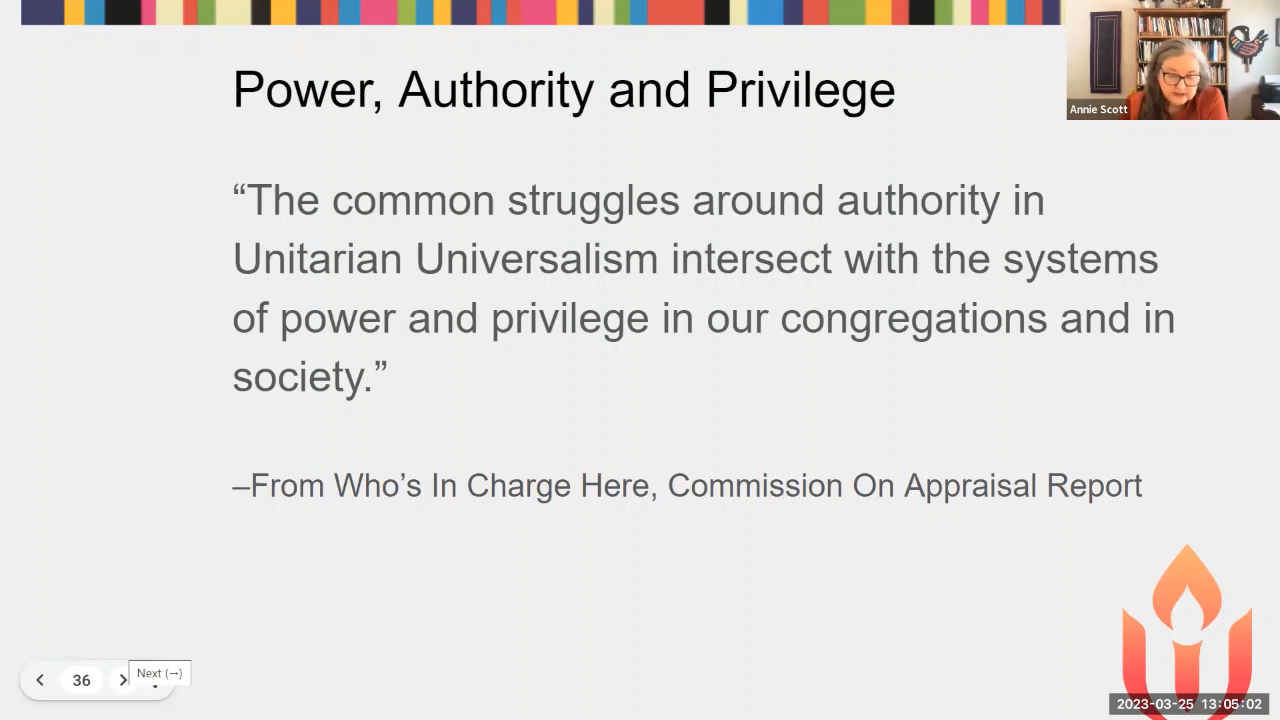 Power, Authority and Privilege
Annie Scott
“The common struggles around authority in
Unitarian Universalism intersect with the systems
of power and privilege in our congregations and in
society.”
–From Who’s In Charge Here, Commission On Appraisal Report
36
Next (→)
2023-03-25 13:05:02